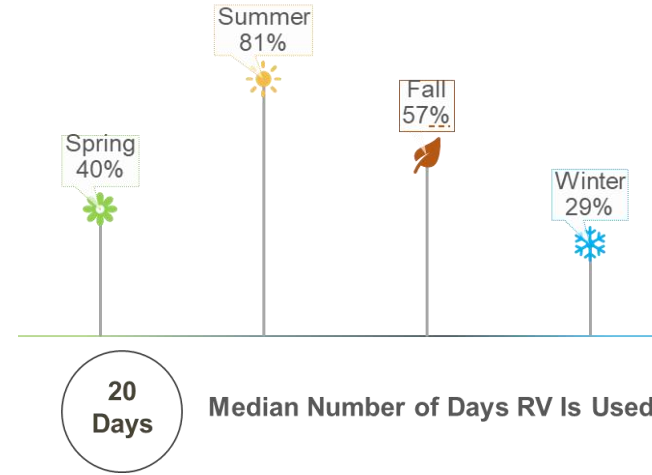 Summer
81%
Fall
57%
Spring
40%
Winter
29%
20
Days
Median Number of Days RV Is Used